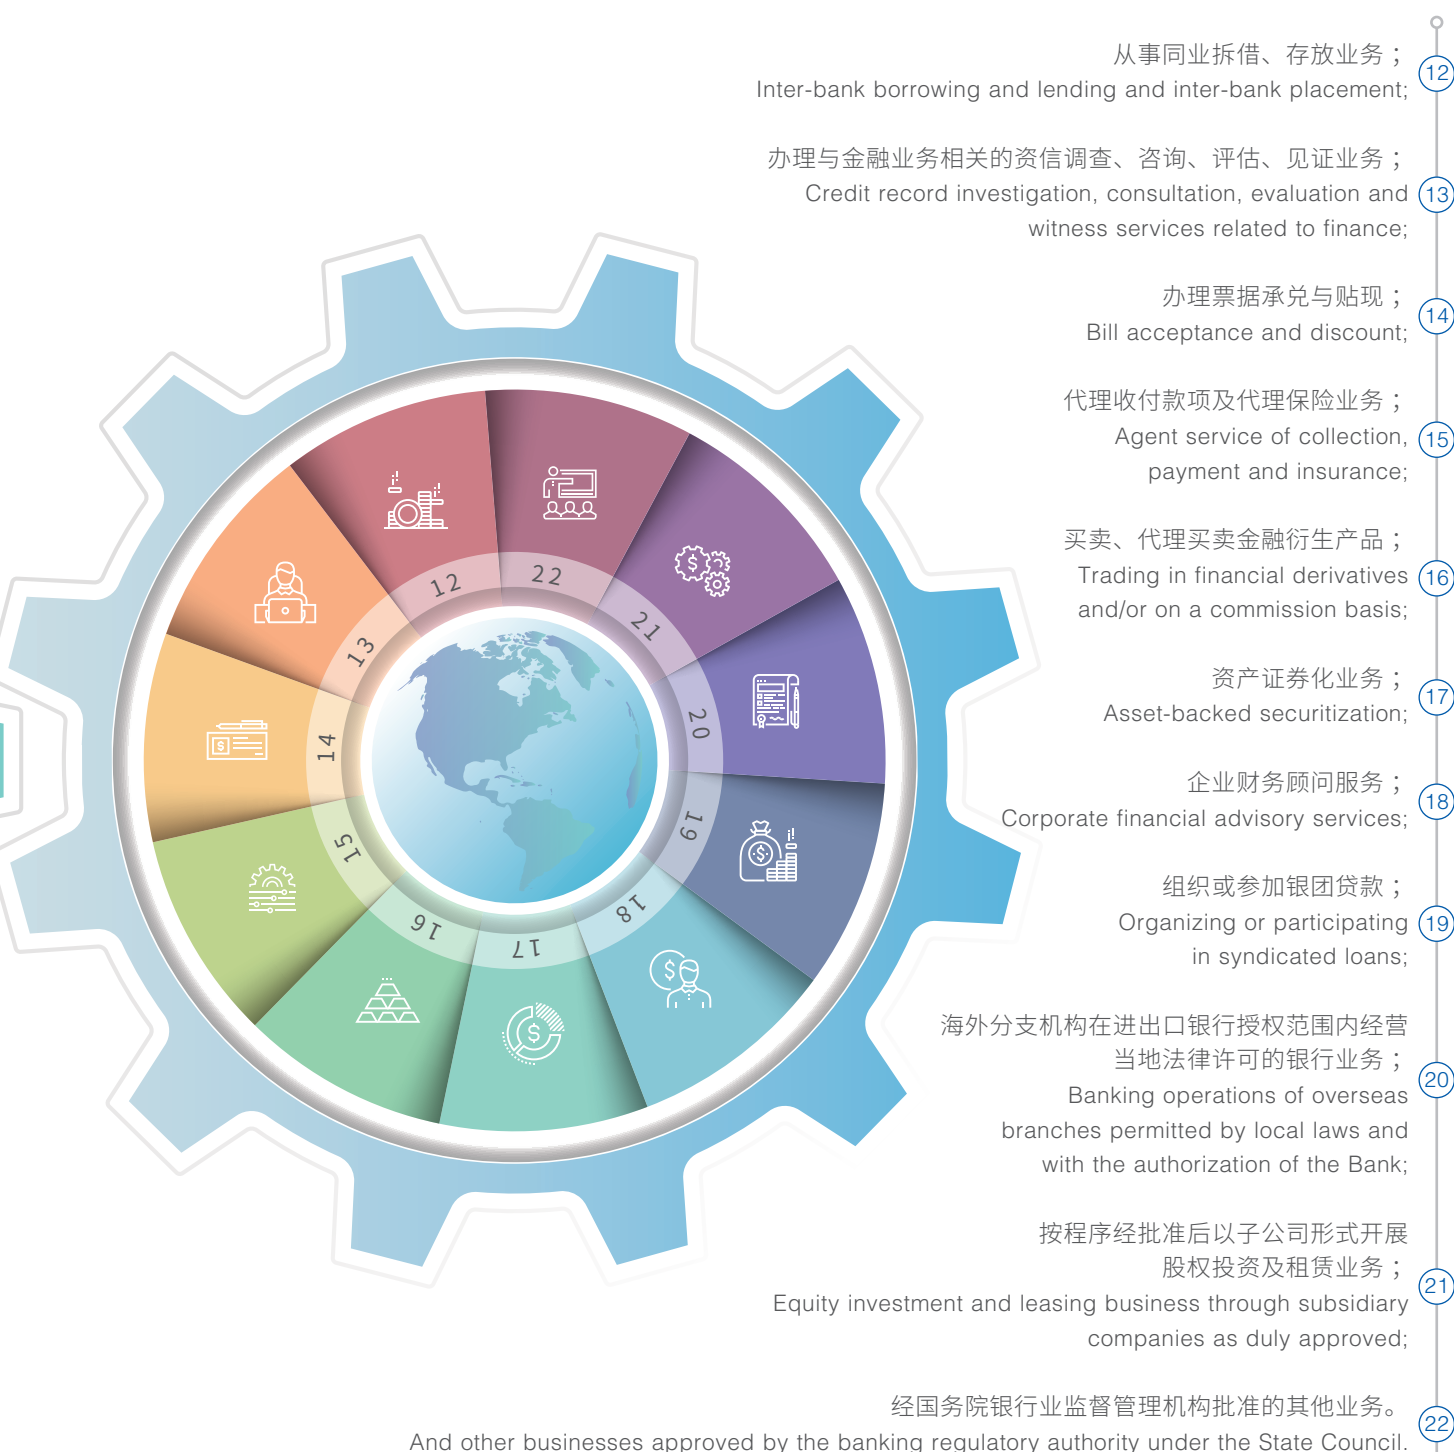 从事同业拆借、存放业务；
12
Inter-bank borrowing and lending and inter-bank placement;
办理与金融业务相关的资信调查、咨询、评估、见证业务；
Credit record investigation, consultation, evaluation and
13
witness services related to finance;
办理票据承兑与贴现；
14
Bill acceptance and discount;
代理收付款项及代理保险业务；
Agent service of collection,
15
payment and insurance;
买卖、代理买卖金融衍生产品；
Trading in financial derivatives
16
and/or on a commission basis;
资产证券化业务；
17
Asset-backed securitization;
企业财务顾问服务；
18
Corporate financial advisory services;
组织或参加银团贷款；
Organizing or participating
19
in syndicated loans;
海外分支机构在进出口银行授权范围内经营
当地法律许可的银行业务；
20
Banking operations of overseas
branches permitted by local laws and
with the authorization of the Bank;
按程序经批准后以子公司形式开展
股权投资及租赁业务；
21
Equity investment and leasing business through subsidiary
companies as duly approved;
经国务院银行业监督管理机构批准的其他业务。
22
And other businesses approved by the banking regulatory authority under the State Council.
12
13
14
15
16
17
18
19
20
21
22
$
$
$
$
$